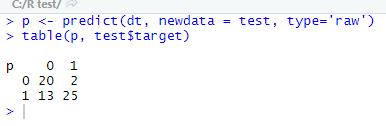 C:/R test/
> p <- predict(dt, newdata = test, type='raw')
> table(p, test$target)
p    0  1
  0 20  2
  1 13 25
>